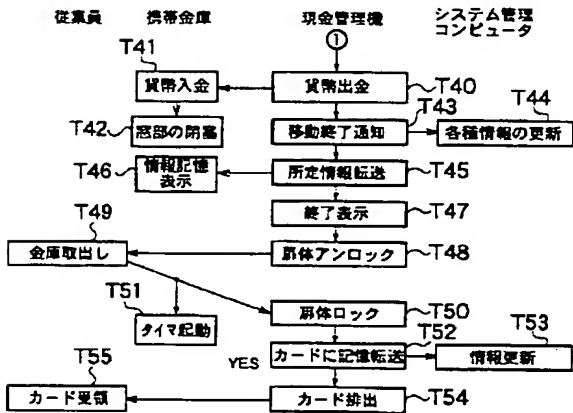 従業員
携帯金庫
現金管理機
システム管理
コンピュータ
①
T41
貨幣入金
貨幣出金
T40
T43
T44
T42
窓部の閉塞
移動終了通知
各種情報の更新
T46
情報記憶
表示
所定情報転送
T45
終了表示
T47
T49
金庫取出し
扉体アンロック
T48
T51
タイマ起動
扉体ロック
T50
T52
T53
YES
カードに記憶転送
情報更新
T55
カード受領
カード排出
T54